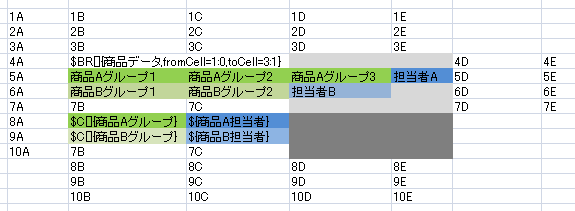 1A 1B 1C 1D 1E
2A 2B 2C 2D 2E
3A 3B 3C 3D 3E
4A $BR[]{商品データ,fromCell=1:0,toCell=3:1} 4D 4E
5A 商品Aグループ1 商品Aグループ2 商品Aグループ3 担当者A 5D 5E
6A 商品Bグループ1 商品Bグループ2 担当者B 6D 6E
7A 7B 7C 7D 7E
8A $C[]{商品Aグループ} ${商品A担当者}
9A $C[]{商品Bグループ} ${商品B担当者}
10A 7B 7C
8B 8C 8D 8E
9B 9C 9D 9E
10B 10C 10D 10E